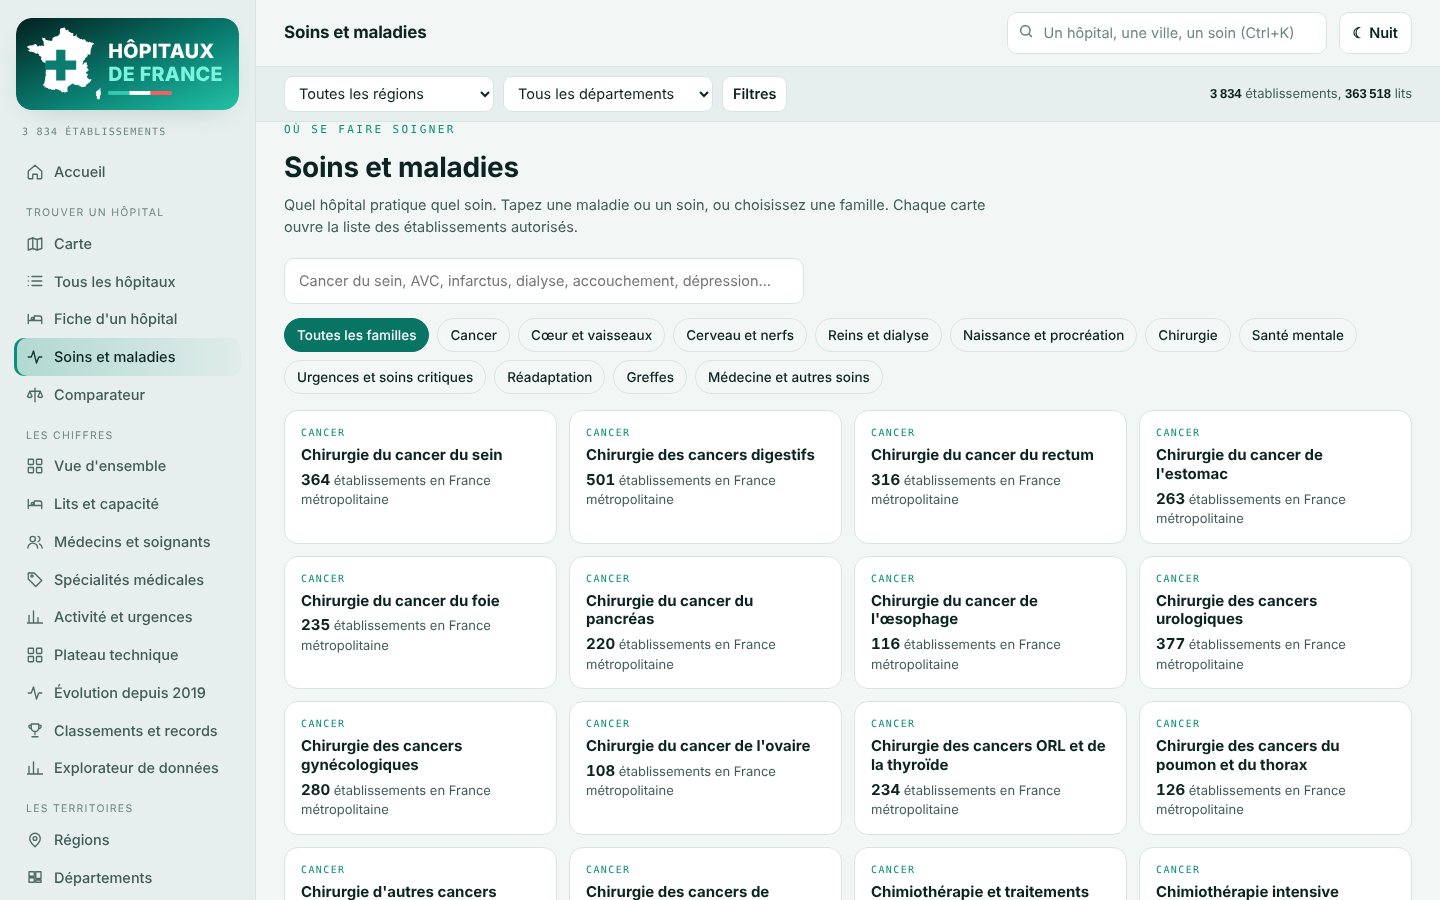 HÔPITAUX
DE FRANCE
3 834 ÉTABLISSEMENTS
Accueil
TROUVER UN HÔPITAL
Carte
Tous les hôpitaux
Fiche d'un hôpital
Soins et maladies
Comparateur
LES CHIFFRES
Vue d'ensemble
Lits et capacité
Médecins et soignants
Spécialités médicales
Activité et urgences
Plateau technique
Évolution depuis 2019
Classements et records
Explorateur de données
LES TERRITOIRES
Régions
Départements
Soins et maladies
Un hôpital, une ville, un soin (Ctrl+K)
Nuit
Toutes les régions
Tous les départements
Filtres
3 834 établissements, 363 518 lits
OÙ SE FAIRE SOIGNER
Soins et maladies
Quel hôpital pratique quel soin. Tapez une maladie ou un soin, ou choisissez une famille. Chaque carte
ouvre la liste des établissements autorisés.
Cancer du sein, AVC, infarctus, dialyse, accouchement, dépression...
Toutes les familles
Cancer
Cœur et vaisseaux
Cerveau et nerfs
Reins et dialyse
Naissance et procréation
Chirurgie
Santé mentale
Urgences et soins critiques
Réadaptation
Greffes
Médecine et autres soins
CANCER
Chirurgie du cancer du sein
364 établissements en France
métropolitaine
CANCER
Chirurgie des cancers digestifs
501 établissements en France
métropolitaine
CANCER
Chirurgie du cancer du rectum
316 établissements en France
métropolitaine
CANCER
Chirurgie du cancer de
l'estomac
263 établissements en France
métropolitaine
CANCER
Chirurgie du cancer du foie
235 établissements en France
métropolitaine
CANCER
Chirurgie du cancer du
pancréas
220 établissements en France
métropolitaine
CANCER
Chirurgie du cancer de
l'œsophage
116 établissements en France
métropolitaine
CANCER
Chirurgie des cancers
urologiques
377 établissements en France
métropolitaine
CANCER
Chirurgie des cancers
gynécologiques
280 établissements en France
métropolitaine
CANCER
Chirurgie du cancer de l'ovaire
108 établissements en France
métropolitaine
CANCER
Chirurgie des cancers ORL et de
la thyroïde
234 établissements en France
métropolitaine
CANCER
Chirurgie des cancers du
poumon et du thorax
126 établissements en France
métropolitaine
CANCER
Chirurgie d'autres cancers
CANCER
Chirurgie des cancers de
CANCER
Chimiothérapie et traitements
CANCER
Chimiothérapie intensive